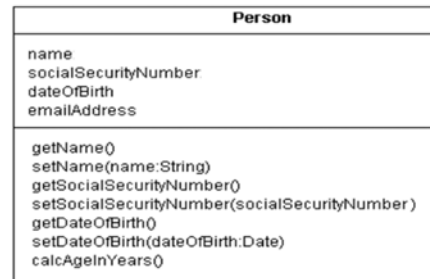 Person
name
socialSecurityNumber
dateOfBirth
emailAddress
getName()
setName(name:String)
getSocialSecurityNumber()
setSocialSecurityNumber(socialSecurityNumber )
getDateOfBirth()
setDateOfBirth(dateOfBirth:Date)
calcAgeInYears()